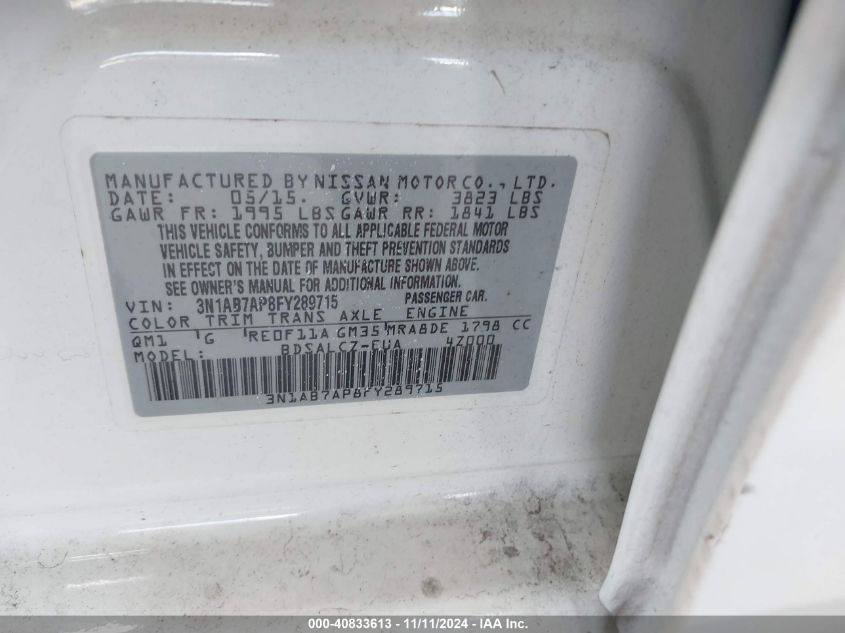 MANUFACTURED BY NISSAN MOTOR CO., LTD.
DATE: 05/15. GVWR: 3823 LBS
GAWR FR: 1995 LBS GAWR RR: 1841 LBS
THIS VEHICLE CONFORMS TO ALL APPLICABLE FEDERAL MOTOR
VEHICLE SAFETY, BUMPER AND THEFT PREVENTION STANDARDS
IN EFFECT ON THE DATE OF MANUFACTURE SHOWN ABOVE.
SEE OWNER'S MANUAL FOR ADDITIONAL INFORMATION.
VIN: 3N1AB7AP8FY289715 PASSENGER CAR.
COLOR TRIM TRANS AXLE ENGINE
QM1 G RE0F11A GM35 MRA8DE 1798 CC
MODEL: BDSALCZ-EUA 4Z000
3N1AB7AP8FY289715
000-40833613 - 11/11/2024 - IAA Inc.